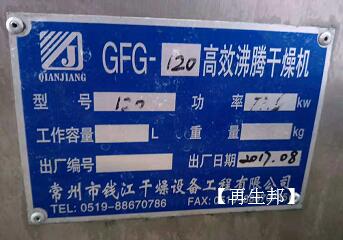 QIANJIANG
GFG-120高效沸腾干燥机
型号 120 功率 kw
工作容量 L 重量 kg
出厂编号 出厂日期 2017.08
常州市钱江干燥设备工程有限公司
TEL: 0519-88670786 FAX:
【再生邦】